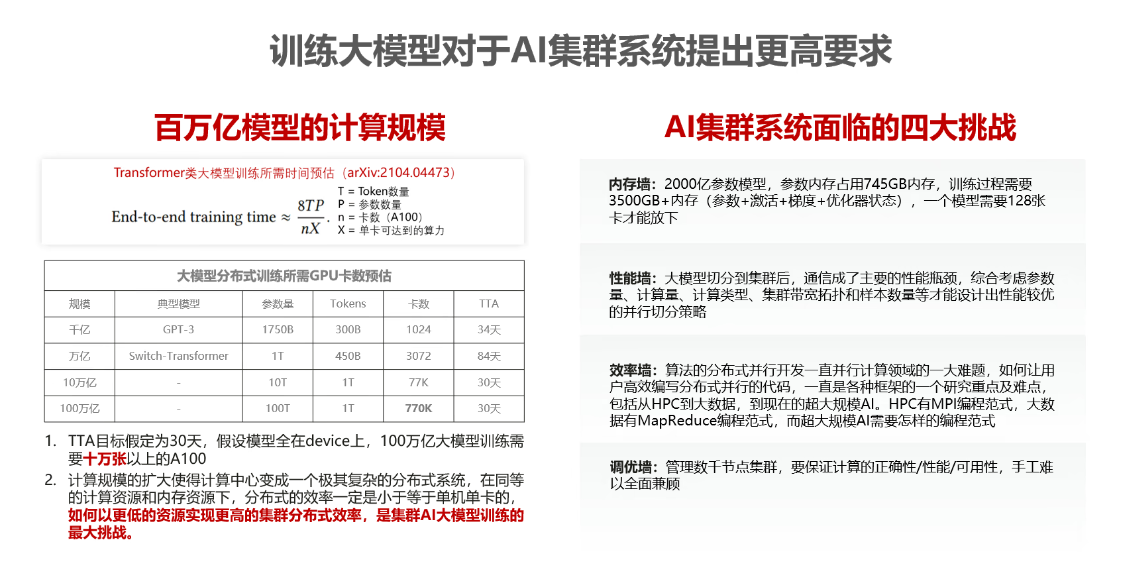 训练大模型对于AI集群系统提出更高要求
百万亿模型的计算规模
Transformer类大模型训练所需时间预估（arXiv:2104.04473）
End-to-end training time ≈ 8TP / nX .
T = Token数量
P = 参数数量
n = 卡数（A100）
X = 单卡可达到的算力
大模型分布式训练所需GPU卡数预估
规模 典型模型 参数量 Tokens 卡数 TTA
千亿 GPT-3 1750B 300B 1024 34天
万亿 Switch-Transformer 1T 450B 3072 84天
10万亿 - 10T 1T 77K 30天
100万亿 - 100T 1T 770K 30天
1. TTA目标假定为30天，假设模型全在device上，100万亿大模型训练需
要十万张以上的A100
2. 计算规模的扩大使得计算中心变成一个极其复杂的分布式系统，在同等
的计算资源和内存资源下，分布式的效率一定是小于等于单机单卡的，
如何以更低的资源实现更高的集群分布式效率，是集群AI大模型训练的
最大挑战。
AI集群系统面临的四大挑战
内存墙：2000亿参数模型，参数内存占用745GB内存，训练过程需要
3500GB+内存（参数+激活+梯度+优化器状态），一个模型需要128张
卡才能放下
性能墙：大模型切分到集群后，通信成了主要的性能瓶颈，综合考虑参数
量、计算量、计算类型、集群带宽拓扑和样本数量等才能设计出性能较优
的并行切分策略
效率墙：算法的分布式并行开发一直并行计算领域的一大难题，如何让用
户高效编写分布式并行的代码，一直是各种框架的一个研究重点及难点，
包括从HPC到大数据，到现在的超大规模AI。HPC有MPI编程范式，大数
据有MapReduce编程范式，而超大规模AI需要怎样的编程范式
调优墙：管理数千节点集群，要保证计算的正确性/性能/可用性，手工难
以全面兼顾